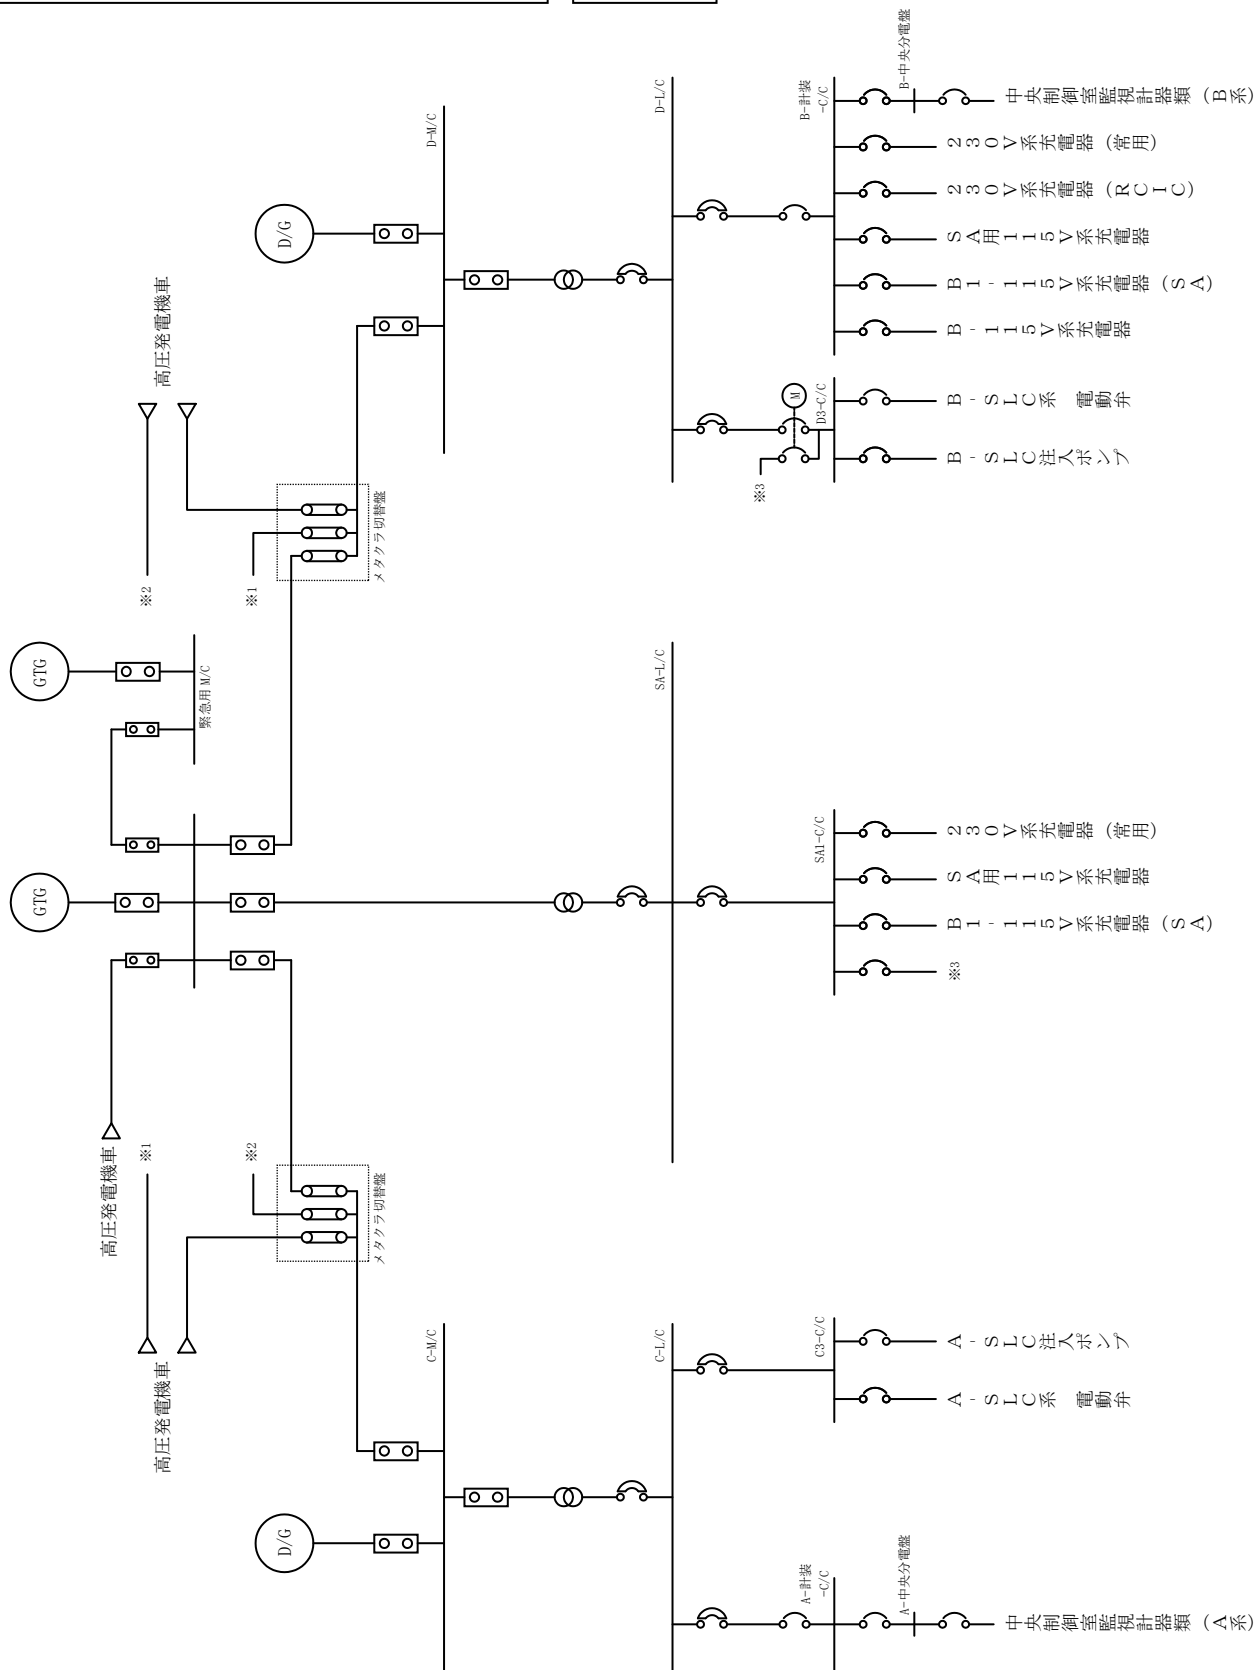 D/G
GTG
GTG
D/G
高圧発電機車
高圧発電機車
高圧発電機車
※1
※2
※2
※1
緊急用 M/C
メタクラ切替盤
メタクラ切替盤
C-M/C
D-M/C
C-L/C
SA-L/C
D-L/C
A-計装
-C/C
C3-C/C
SA1-C/C
※3
M
D3-C/C
B-計装
-C/C
A-中央分電盤
B-中央分電盤
中央制御室監視計器類(A系)
A-SLC系 電動弁
A-SLC注入ポンプ
※3
B1-115V系充電器(SA)
SA用115V系充電器
230V系充電器(常用)
B-SLC注入ポンプ
B-SLC系 電動弁
B-115V系充電器
B1-115V系充電器(SA)
SA用115V系充電器
230V系充電器(RCIC)
230V系充電器(常用)
中央制御室監視計器類(B系)